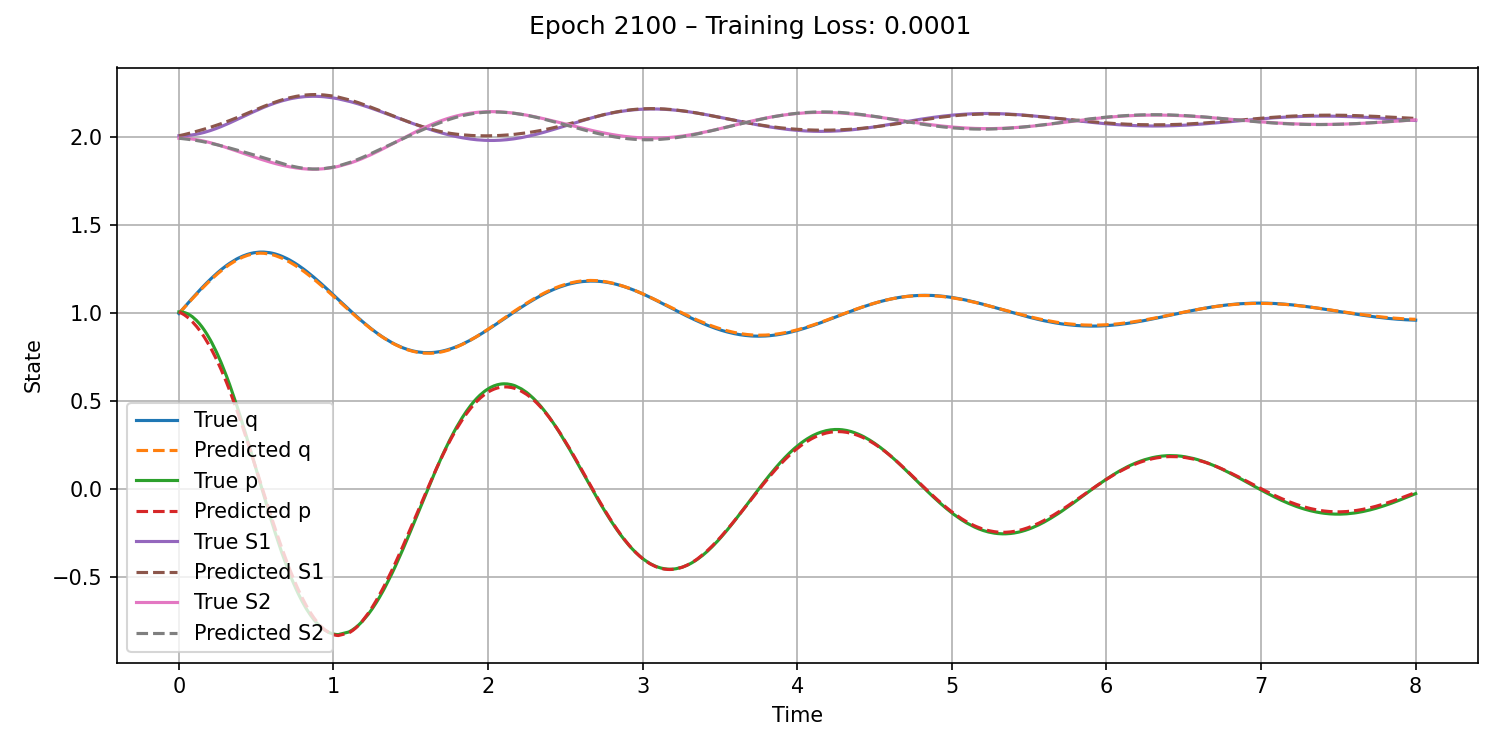 Epoch 2100 – Training Loss: 0.0001
State
2.0
1.5
1.0
0.5
0.0
−0.5
True q
Predicted q
True p
Predicted p
True S1
Predicted S1
True S2
Predicted S2
0 1 2 3 4 5 6 7 8
Time